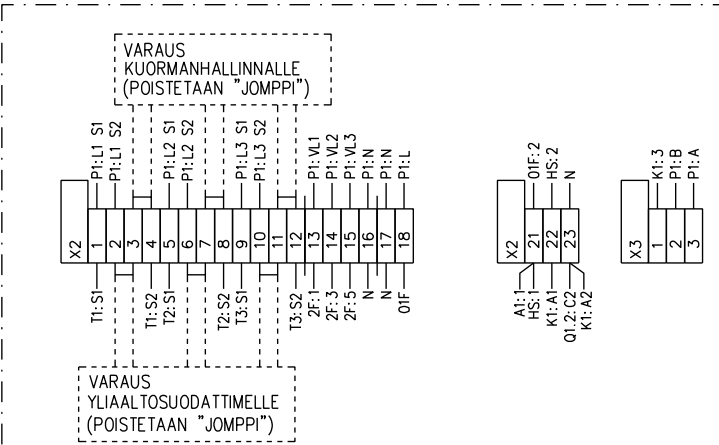 VARAUS
KUORMANHALLINNALLE
(POISTETAAN "JOMPPI")
P1:L1 S1
P1:L1 S2
P1:L2 S1
P1:L2 S2
P1:L3 S1
P1:L3 S2
P1:VL1
P1:VL2
P1:VL3
P1:N
P1:N
P1:L
01F:2
HS:2
N
K1:3
P1:B
P1:A
X2 1 2 3 4 5 6 7 8 9 10 11 12 13 14 15 16 17 18
X2 21 22 23
X3 1 2 3
T1:S1
T1:S2
T2:S1
T2:S2
T3:S1
T3:S2
2F:1
2F:3
2F:5
N
N
01F
A1:1
HS:1
K1:A1
Q1.2:C2
K1:A2
VARAUS
YLIAALTOSUODATTIMELLE
(POISTETAAN "JOMPPI")